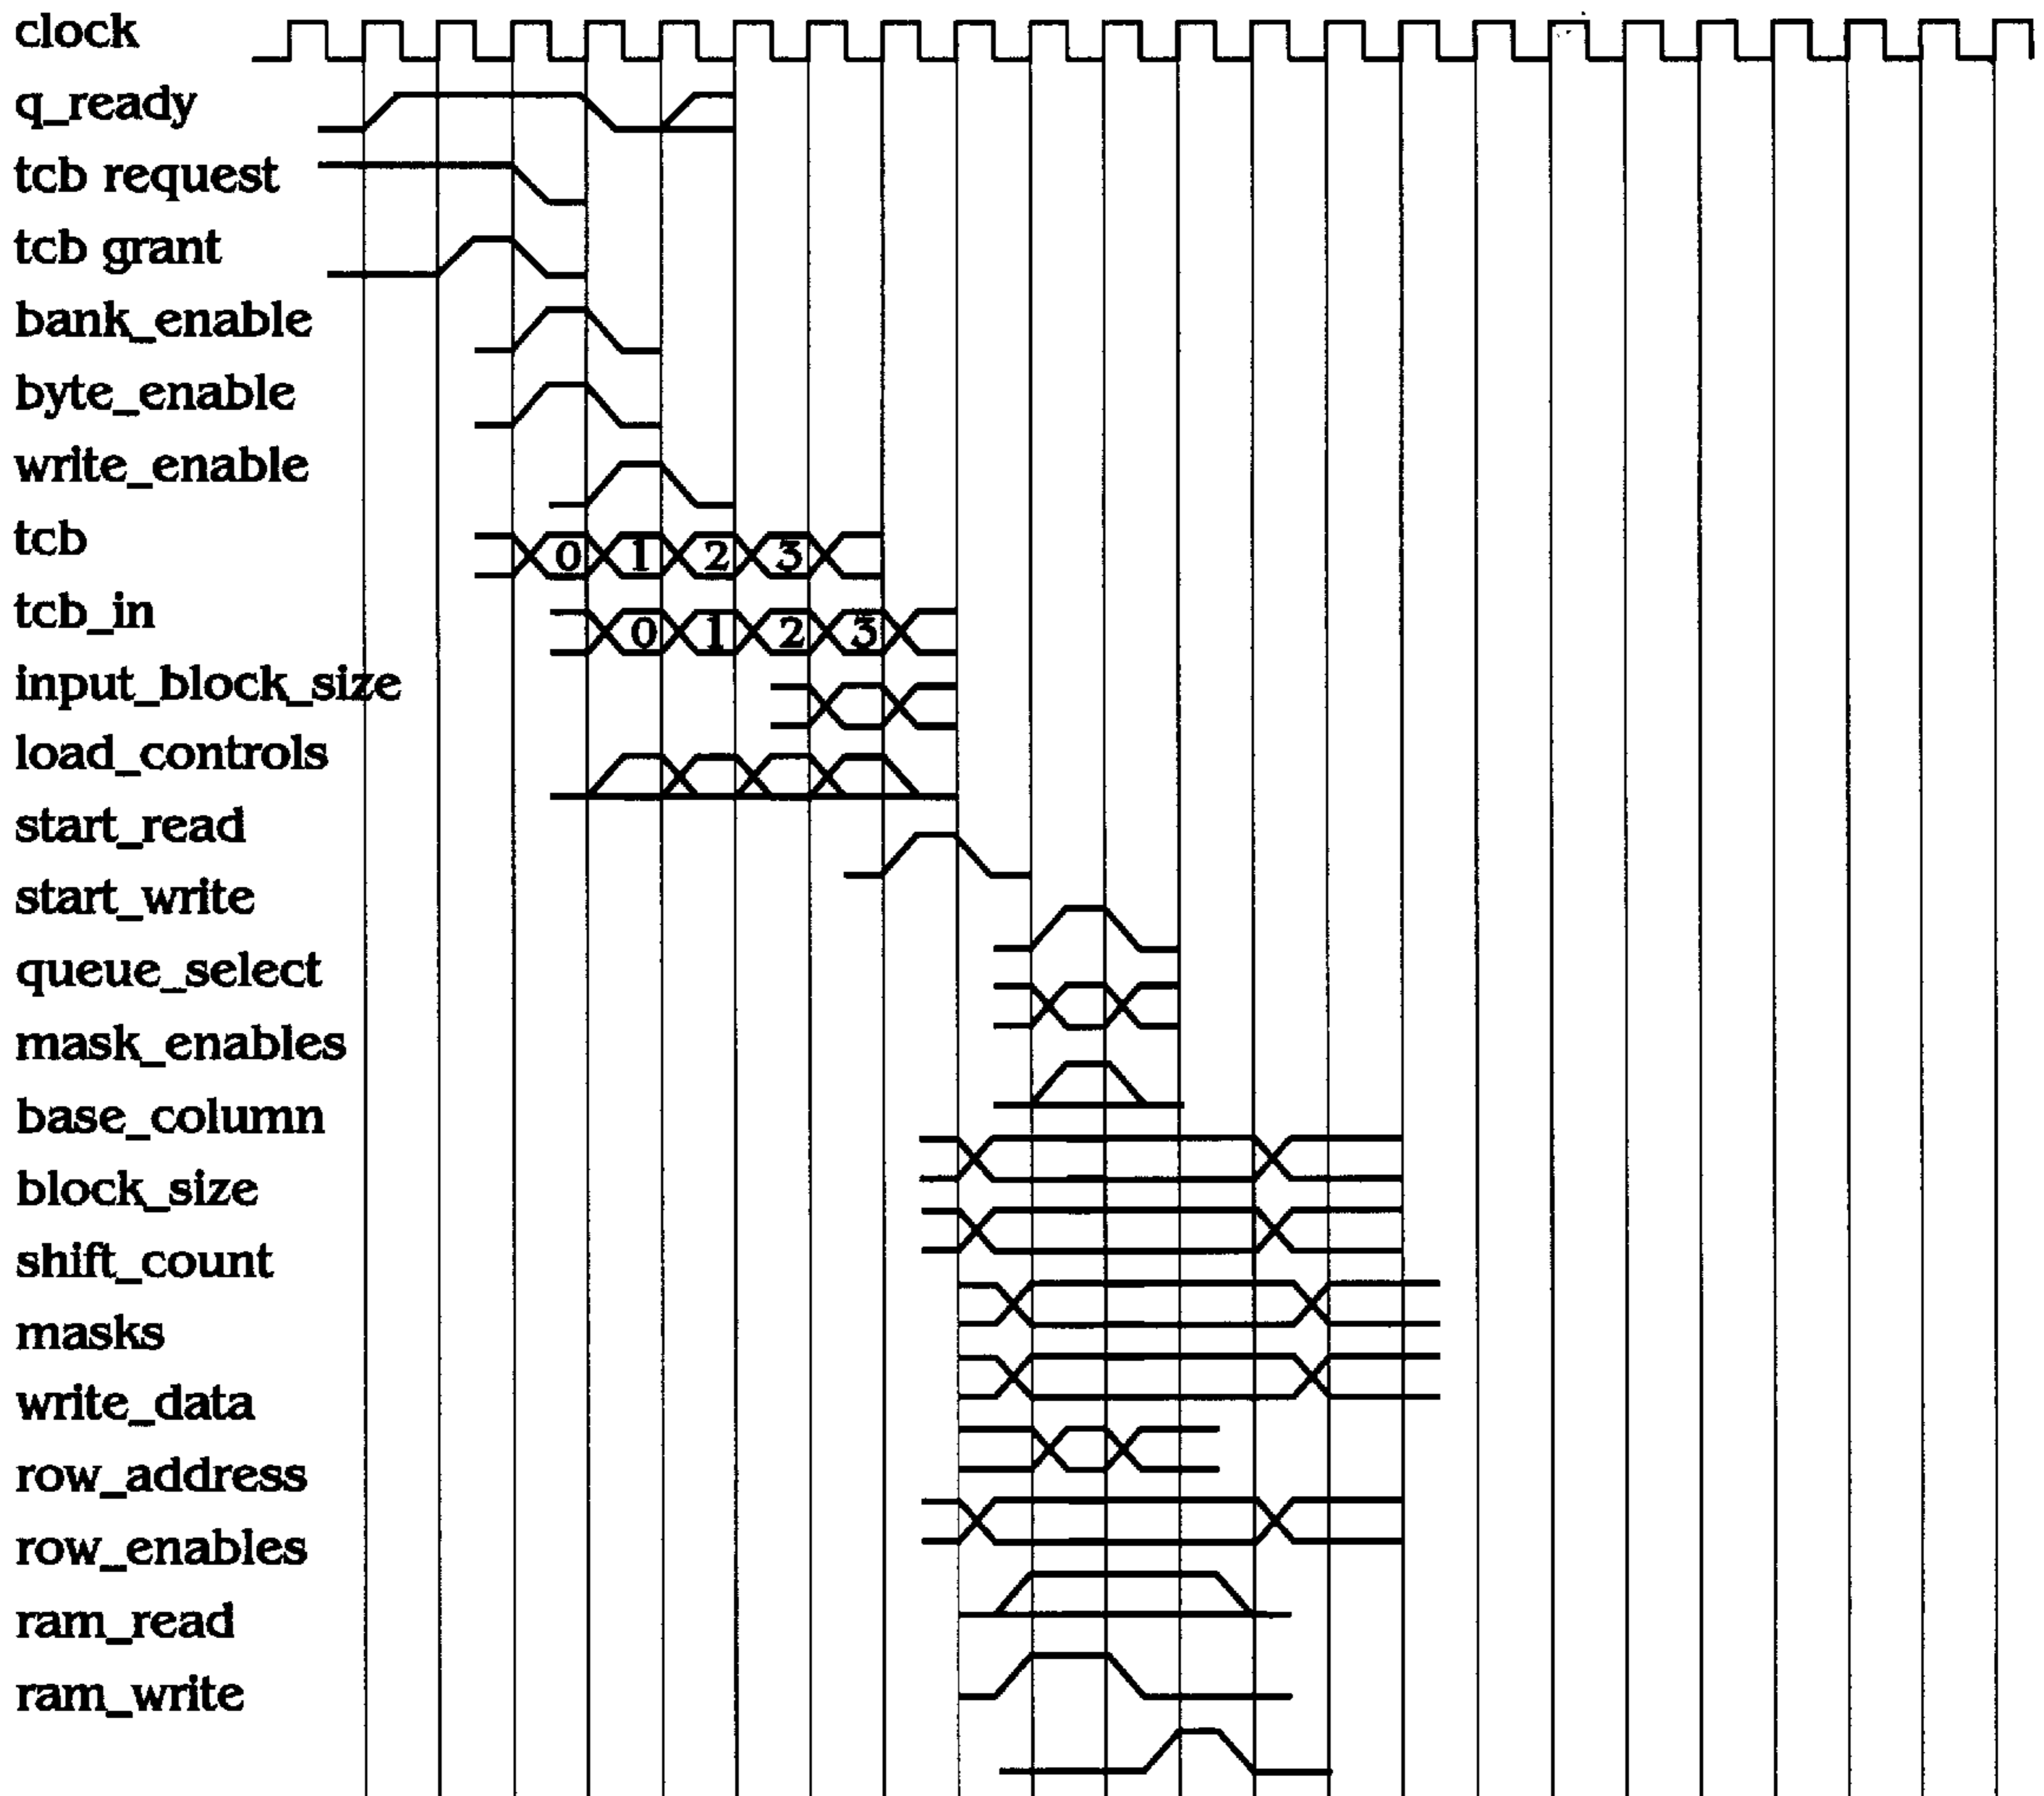 clock
q_ready
tcb request
tcb grant
bank_enable
byte_enable
write_enable
tcb
0 1 2 3
tcb_in
0 1 2 3
input_block_size
load_controls
start_read
start_write
queue_select
mask_enables
base_column
block_size
shift_count
masks
write_data
row_address
row_enables
ram_read
ram_write